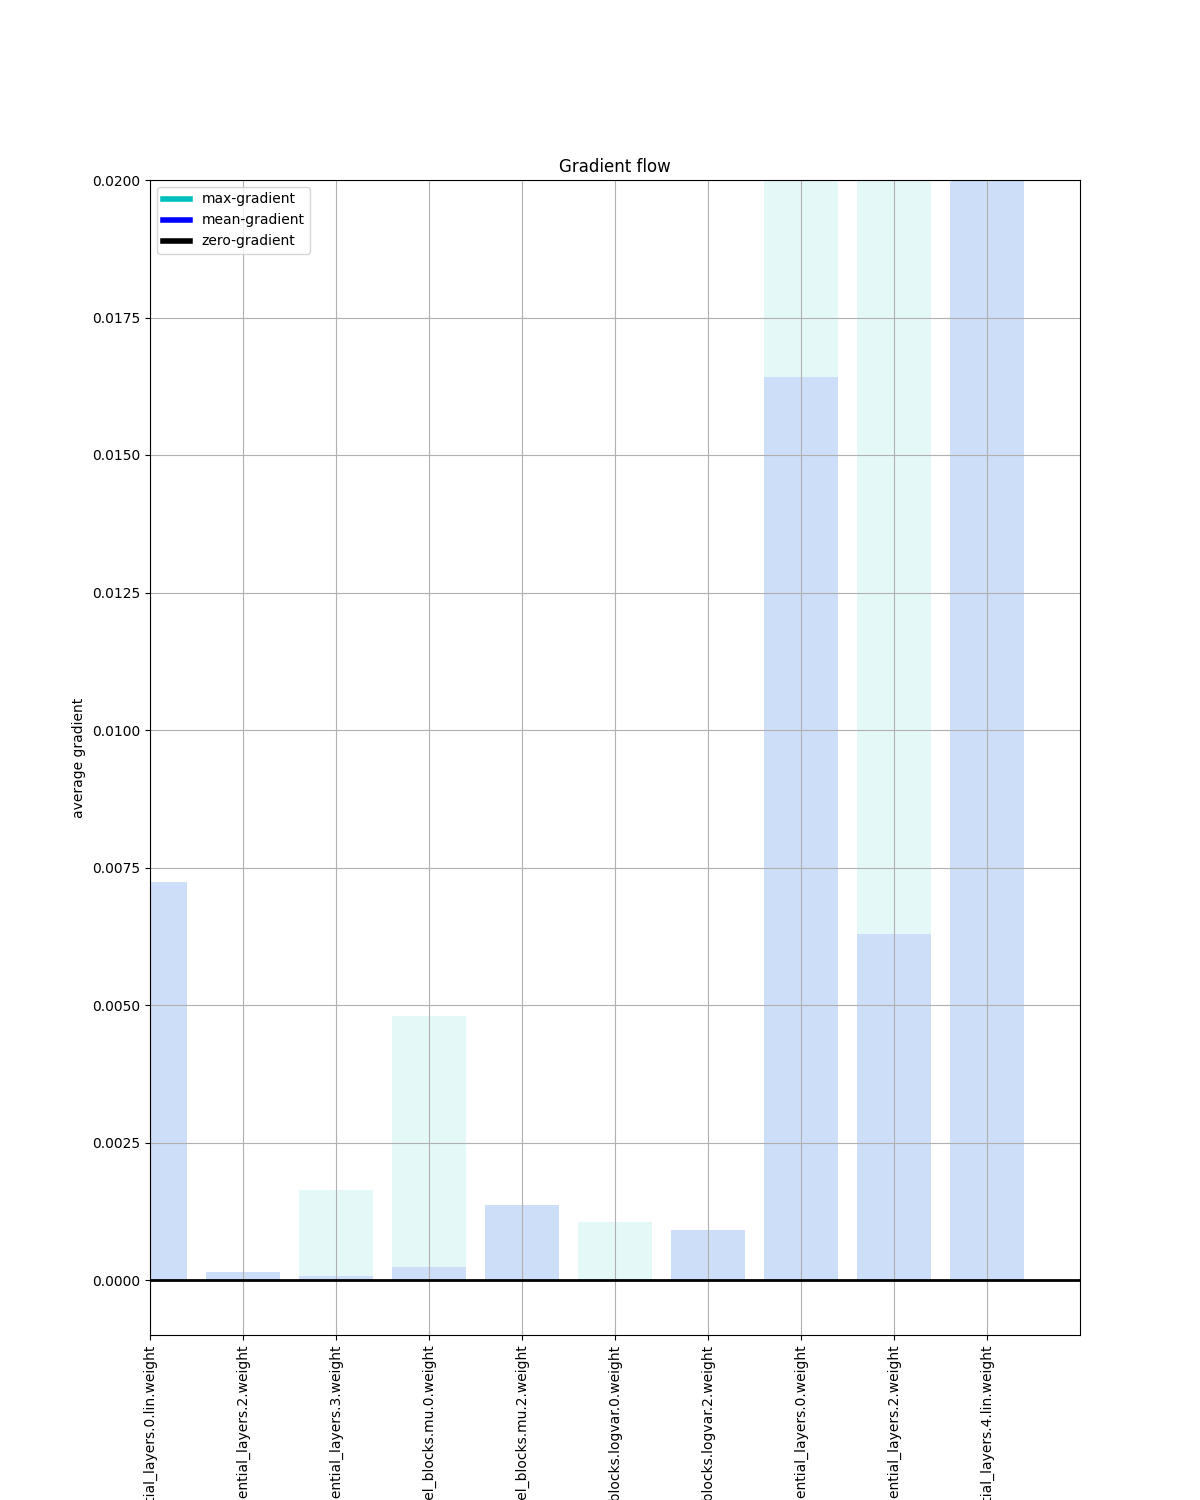 Gradient flow
max-gradient
mean-gradient
zero-gradient
0.0200
0.0175
0.0150
0.0125
0.0100
0.0075
0.0050
0.0025
0.0000
average gradient
tial_layers.0.lin.weight
ential_layers.2.weight
ential_layers.3.weight
el_blocks.mu.0.weight
el_blocks.mu.2.weight
blocks.logvar.0.weight
blocks.logvar.2.weight
ential_layers.0.weight
ential_layers.2.weight
tial_layers.4.lin.weight